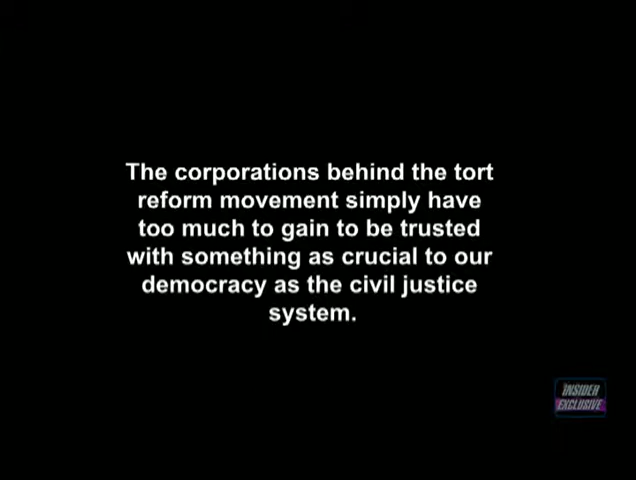 The corporations behind the tort
reform movement simply have
too much to gain to be trusted
with something as crucial to our
democracy as the civil justice
system.
INSIDER
EXCLUSIVE